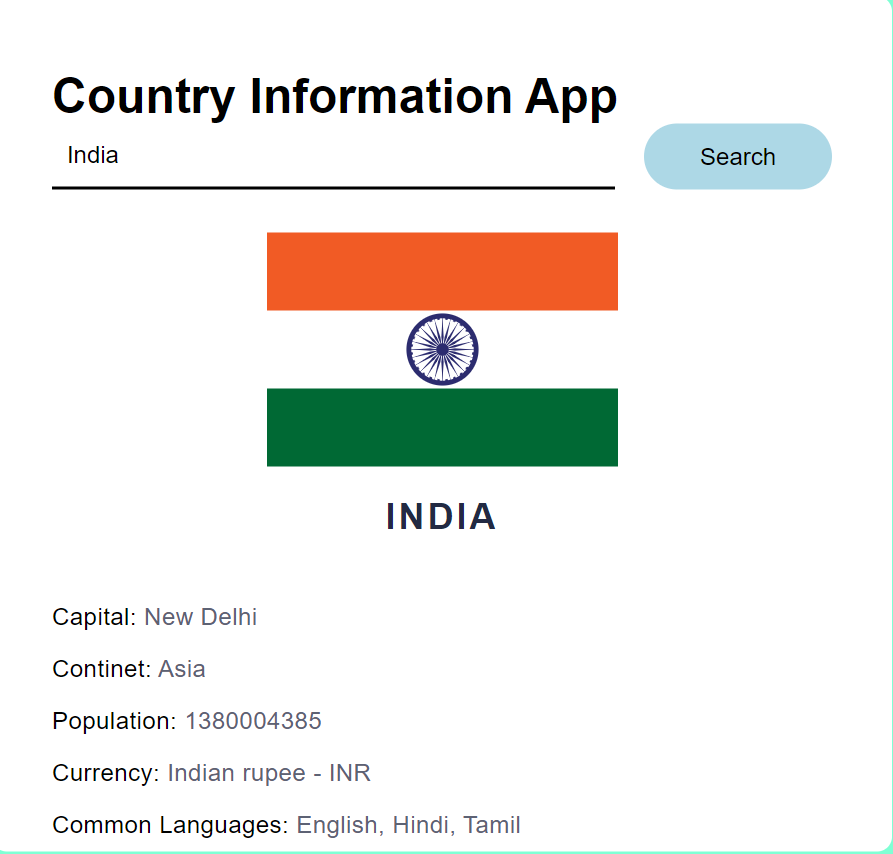 Country Information App
India
Search
INDIA
Capital: New Delhi
Continet: Asia
Population: 1380004385
Currency: Indian rupee - INR
Common Languages: English, Hindi, Tamil